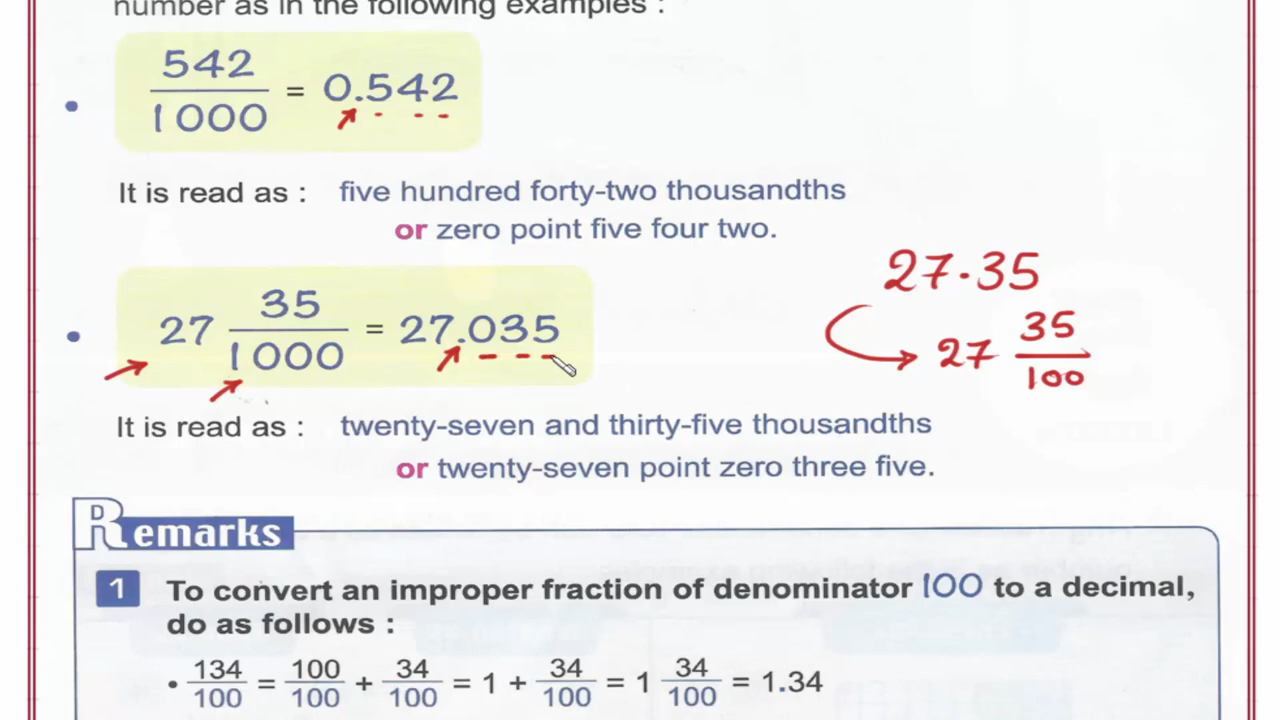 number as in the following examples :
• 542/1000 = 0.542
It is read as : five hundred forty-two thousandths
or zero point five four two.
27.35
• 27 35/1000 = 27.035
27 35/100
It is read as : twenty-seven and thirty-five thousandths
or twenty-seven point zero three five.
Remarks
1 To convert an improper fraction of denominator 100 to a decimal,
do as follows :
• 134/100 = 100/100 + 34/100 = 1 + 34/100 = 1 34/100 = 1.34